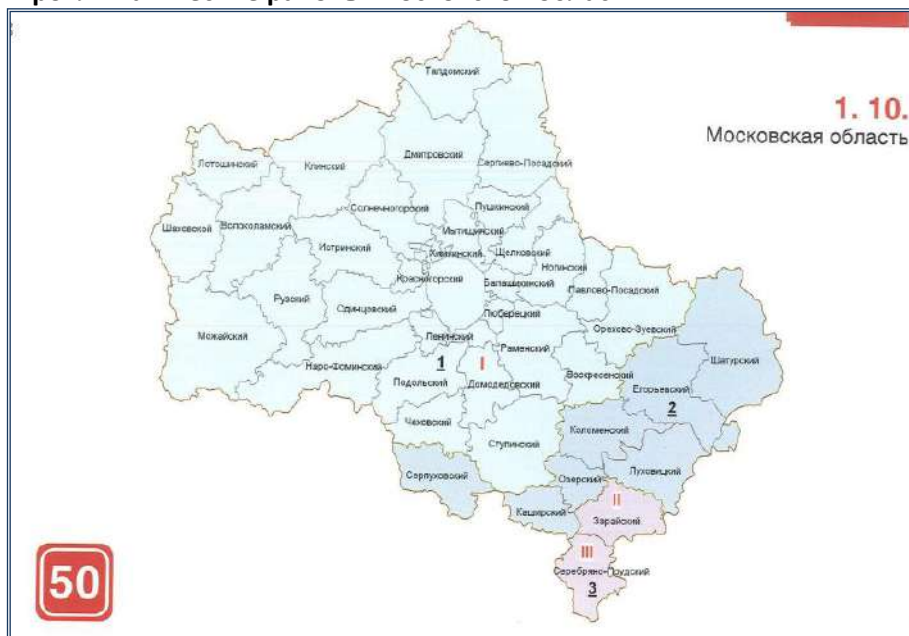 1. 10.
Московская область
Талдомский
Дмитровский
Сергиево-Посадский
Лотошинский
Клинский
Солнечногорский
Пушкинский
Шаховской
Волоколамский
Мытищинский
Истринский
Химкинский
Щелковский
Ногинский
Красногорский
Балашихинский
Павлово-Посадский
Рузский
Одинцовский
Люберецкий
Можайский
Ленинский
Орехово-Зуевский
Раменский
Наро-Фоминский
1
I
Воскресенский
Шатурский
Подольский
Домодедовский
Егорьевский
2
Чеховский
Коломенский
Ступинский
Серпуховский
Озерский
Луховицкий
Каширский
II
Зарайский
III
Серебряно-Прудский
3
50